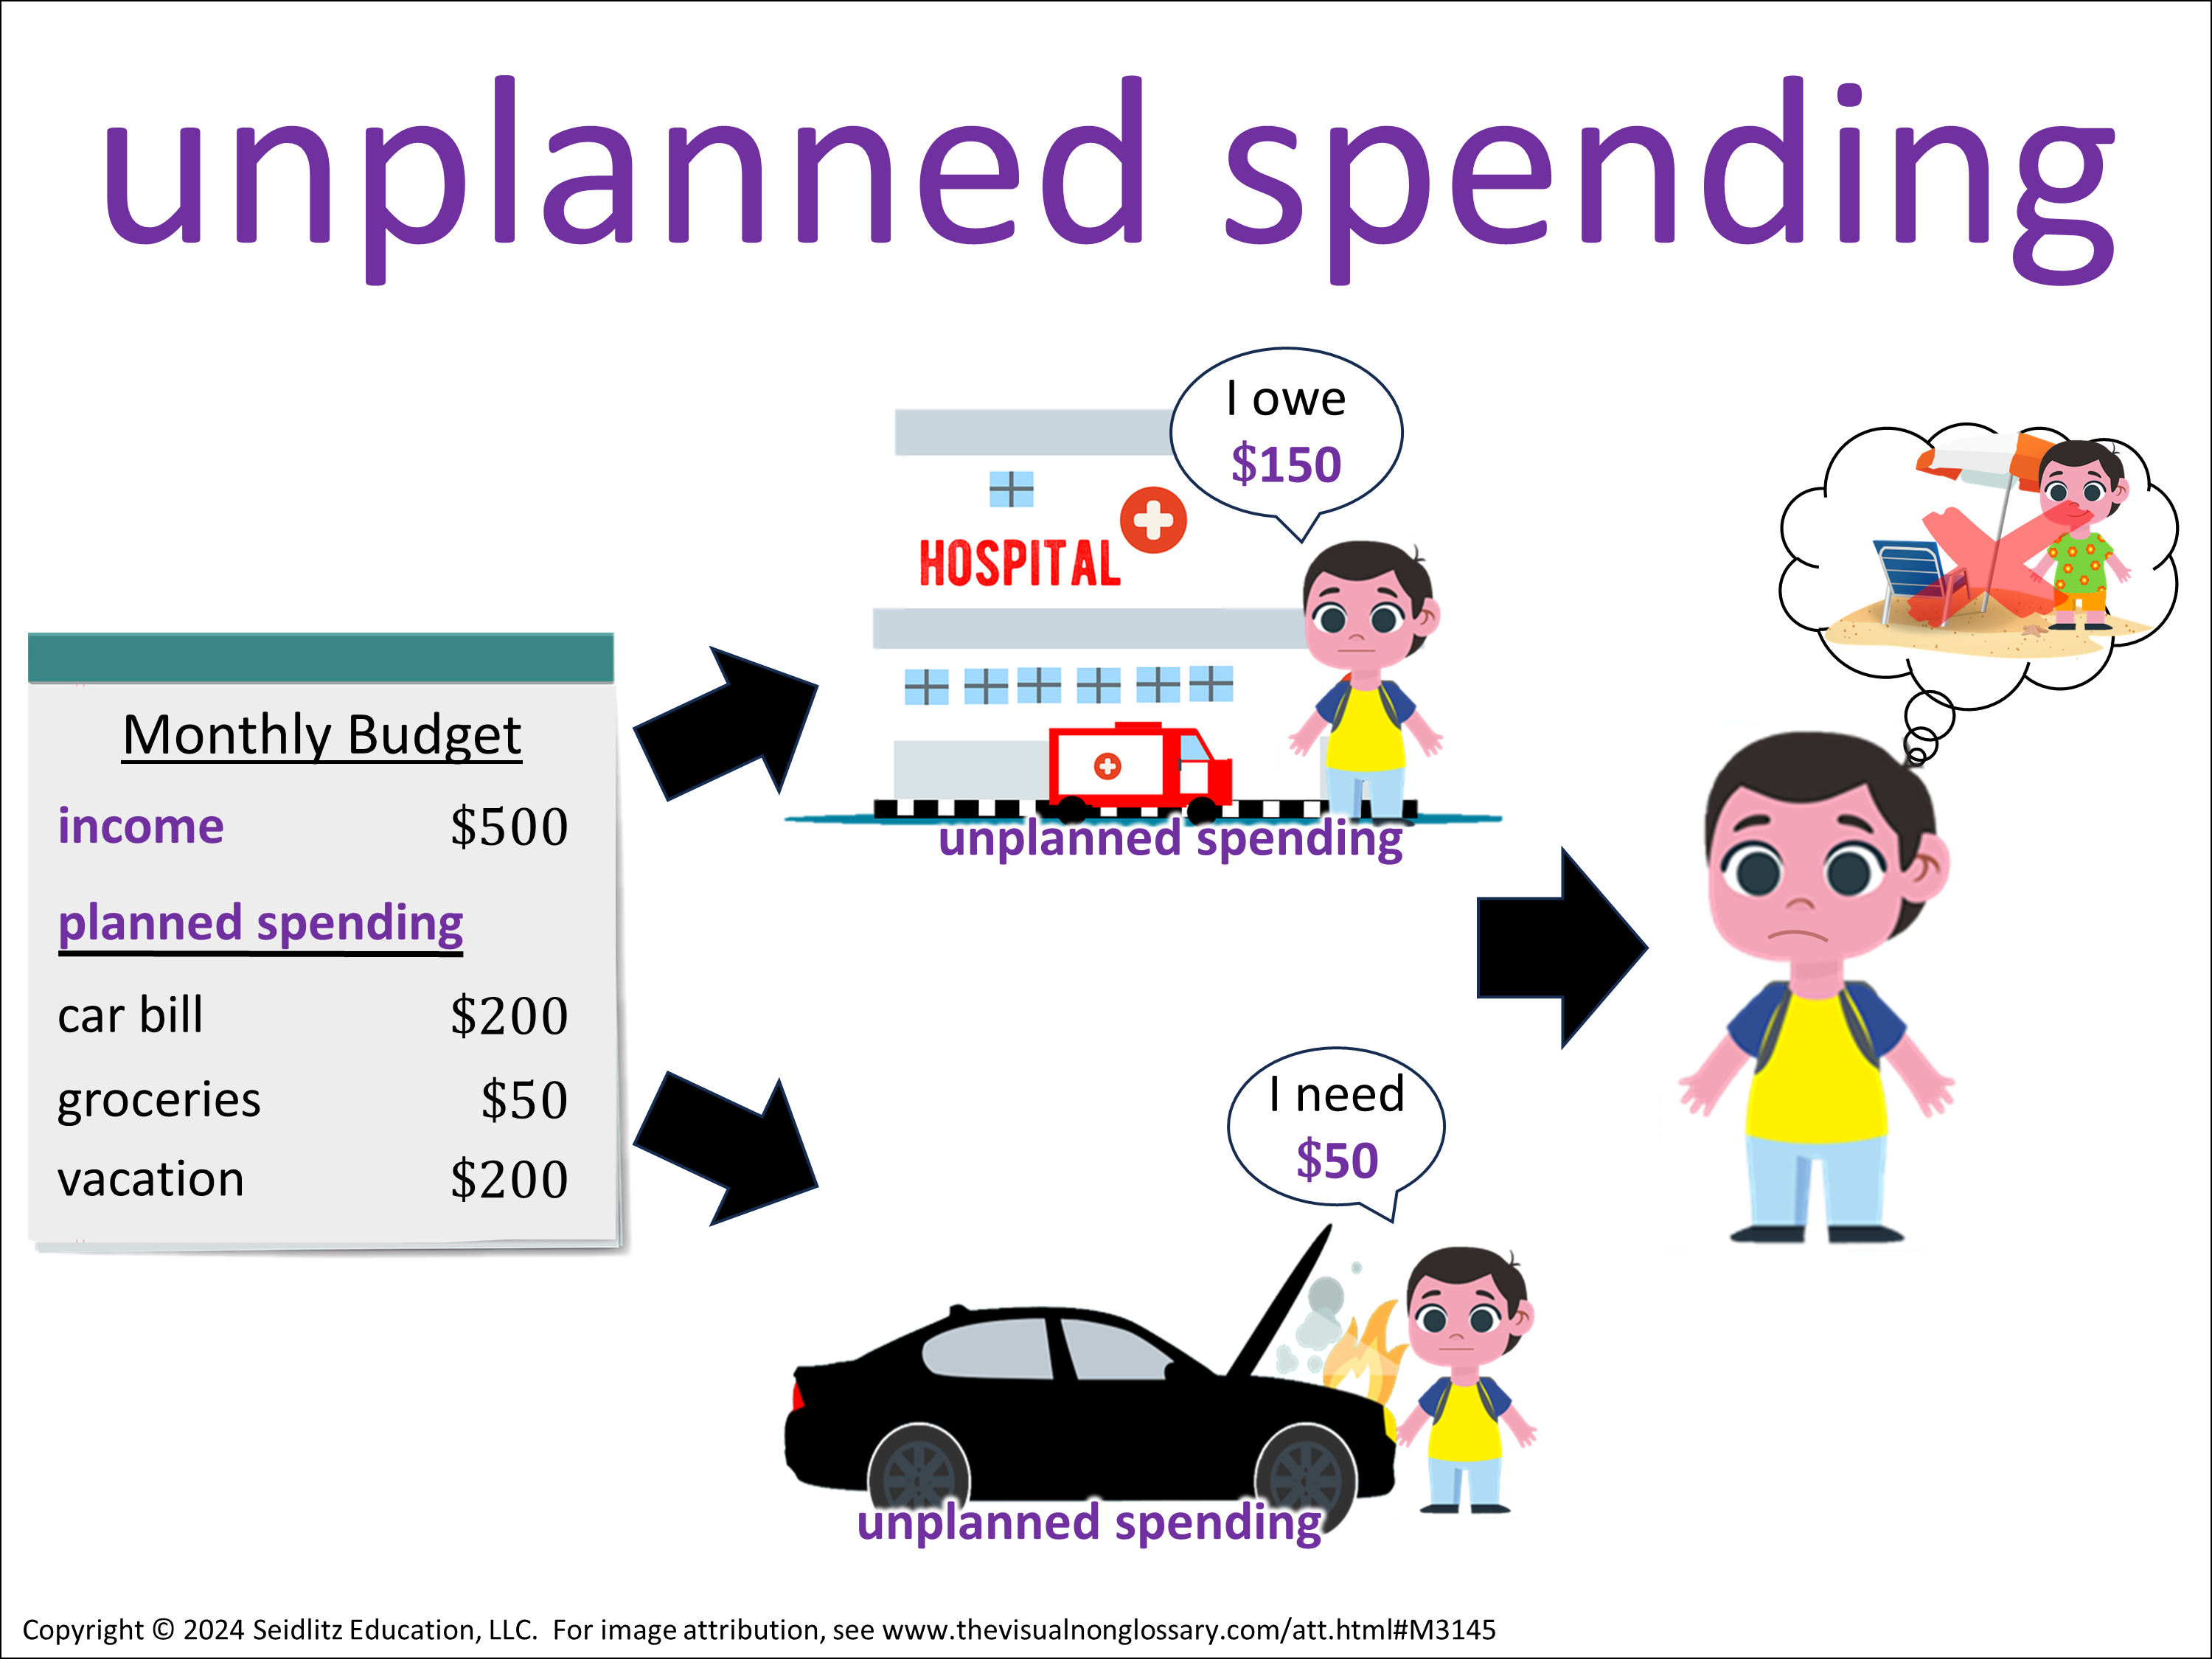 unplanned spending
Monthly Budget
income $500
planned spending
car bill $200
groceries $50
vacation $200
I owe
$150
HOSPITAL
unplanned spending
I need
$50
unplanned spending
Copyright © 2024 Seidlitz Education, LLC.  For image attribution, see www.thevisualnonglossary.com/att.html#M3145